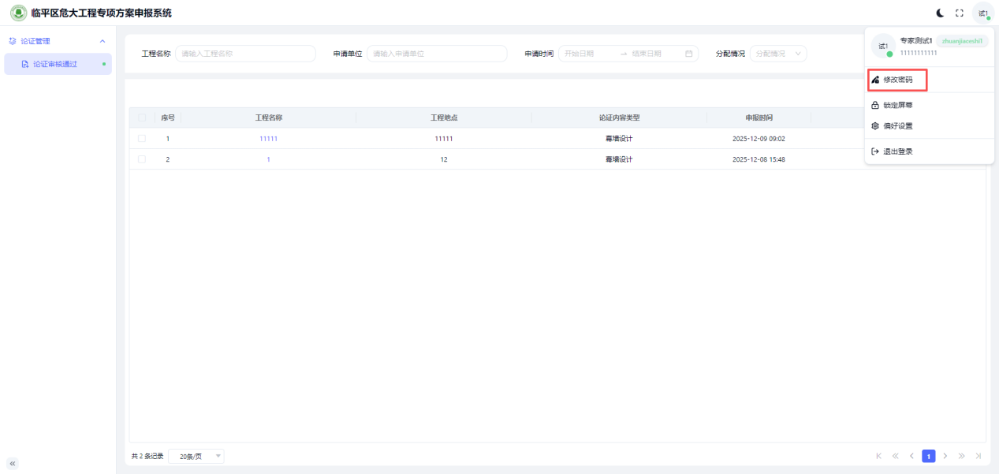 临平区危大工程专项方案申报系统
试1
论证管理
论证审核通过
工程名称 请输入工程名称 申请单位 请输入申请单位 申请时间 开始日期 → 结束日期 分配情况 分配情况
试1 专家测试1 zhuanjiaceshi1
11111111111
修改密码
锁定屏幕
偏好设置
退出登录
序号 工程名称 工程地点 论证内容类型 申报时间
1 11111 11111 幕墙设计 2025-12-09 09:02
2 1 12 幕墙设计 2025-12-08 15:48
共 2 条记录 20条/页 1